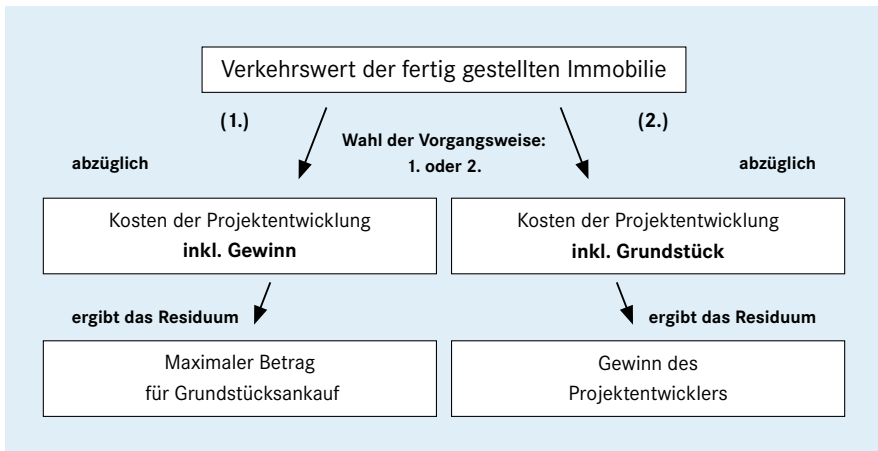 Verkehrswert der fertig gestellten Immobilie
(1.)
(2.)
Wahl der Vorgangsweise:
1. oder 2.
abzüglich
abzüglich
Kosten der Projektentwicklung
inkl. Gewinn
Kosten der Projektentwicklung
inkl. Grundstück
ergibt das Residuum
ergibt das Residuum
Maximaler Betrag
für Grundstücksankauf
Gewinn des
Projektentwicklers